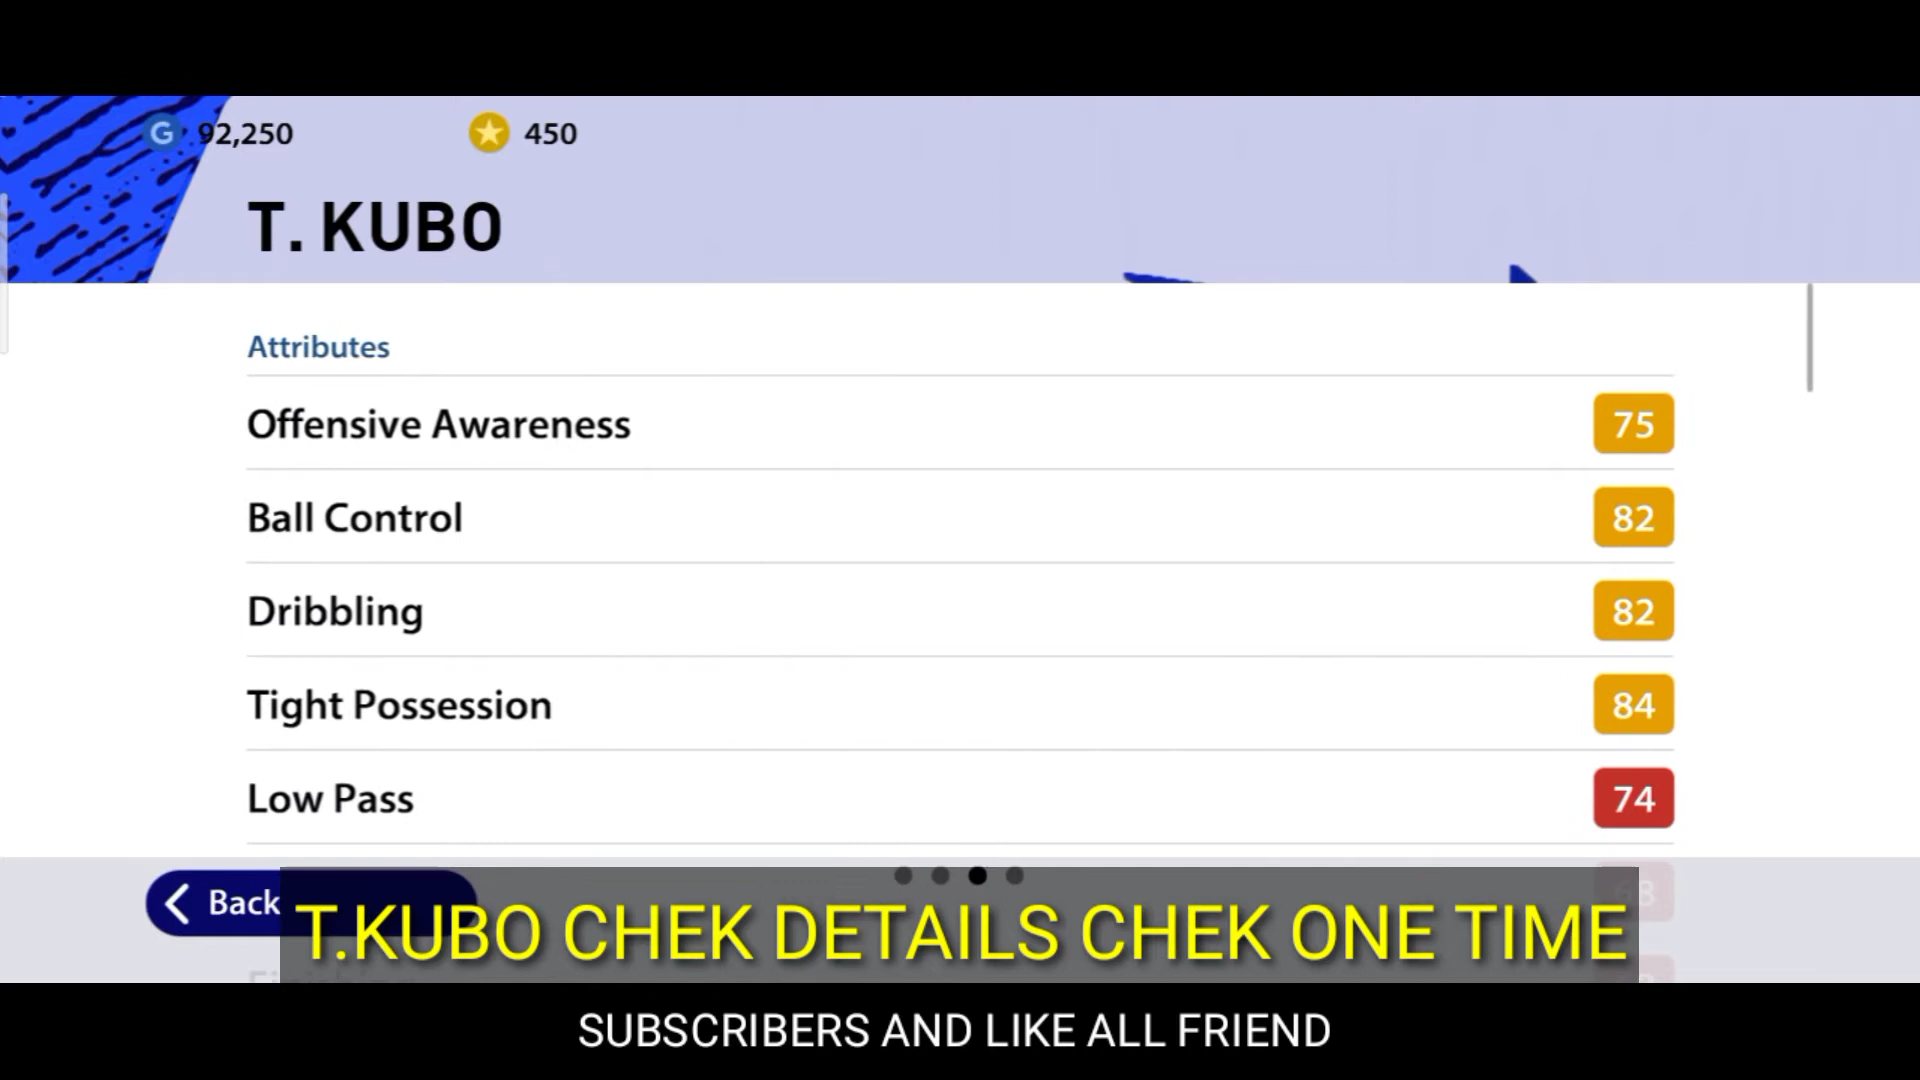 G 92,250 450
T. KUBO
Attributes
Offensive Awareness 75
Ball Control 82
Dribbling 82
Tight Possession 84
Low Pass 74
Back
T.KUBO CHEK DETAILS CHEK ONE TIME
SUBSCRIBERS AND LIKE ALL FRIEND